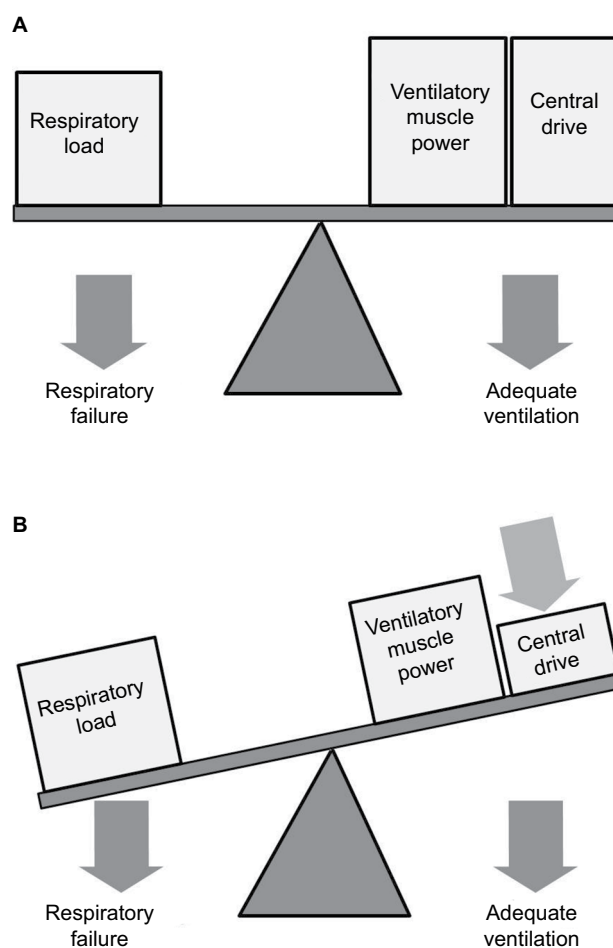 A
Respiratory
load
Ventilatory
muscle
power
Central
drive
Respiratory
failure
Adequate
ventilation
B
Respiratory
load
Ventilatory
muscle
power
Central
drive
Respiratory
failure
Adequate
ventilation